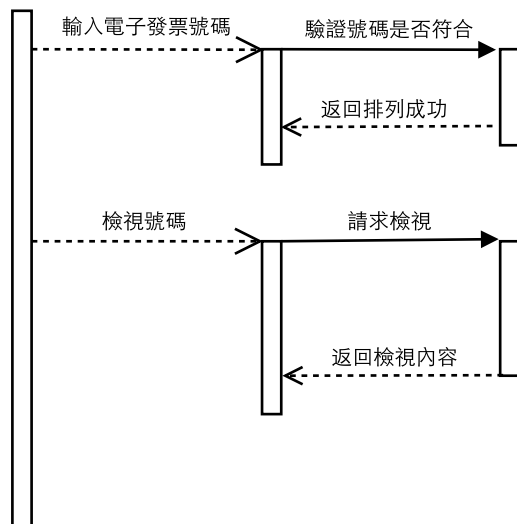 輸入電子發票號碼
驗證號碼是否符合
返回排列成功
檢視號碼
請求檢視
返回檢視內容